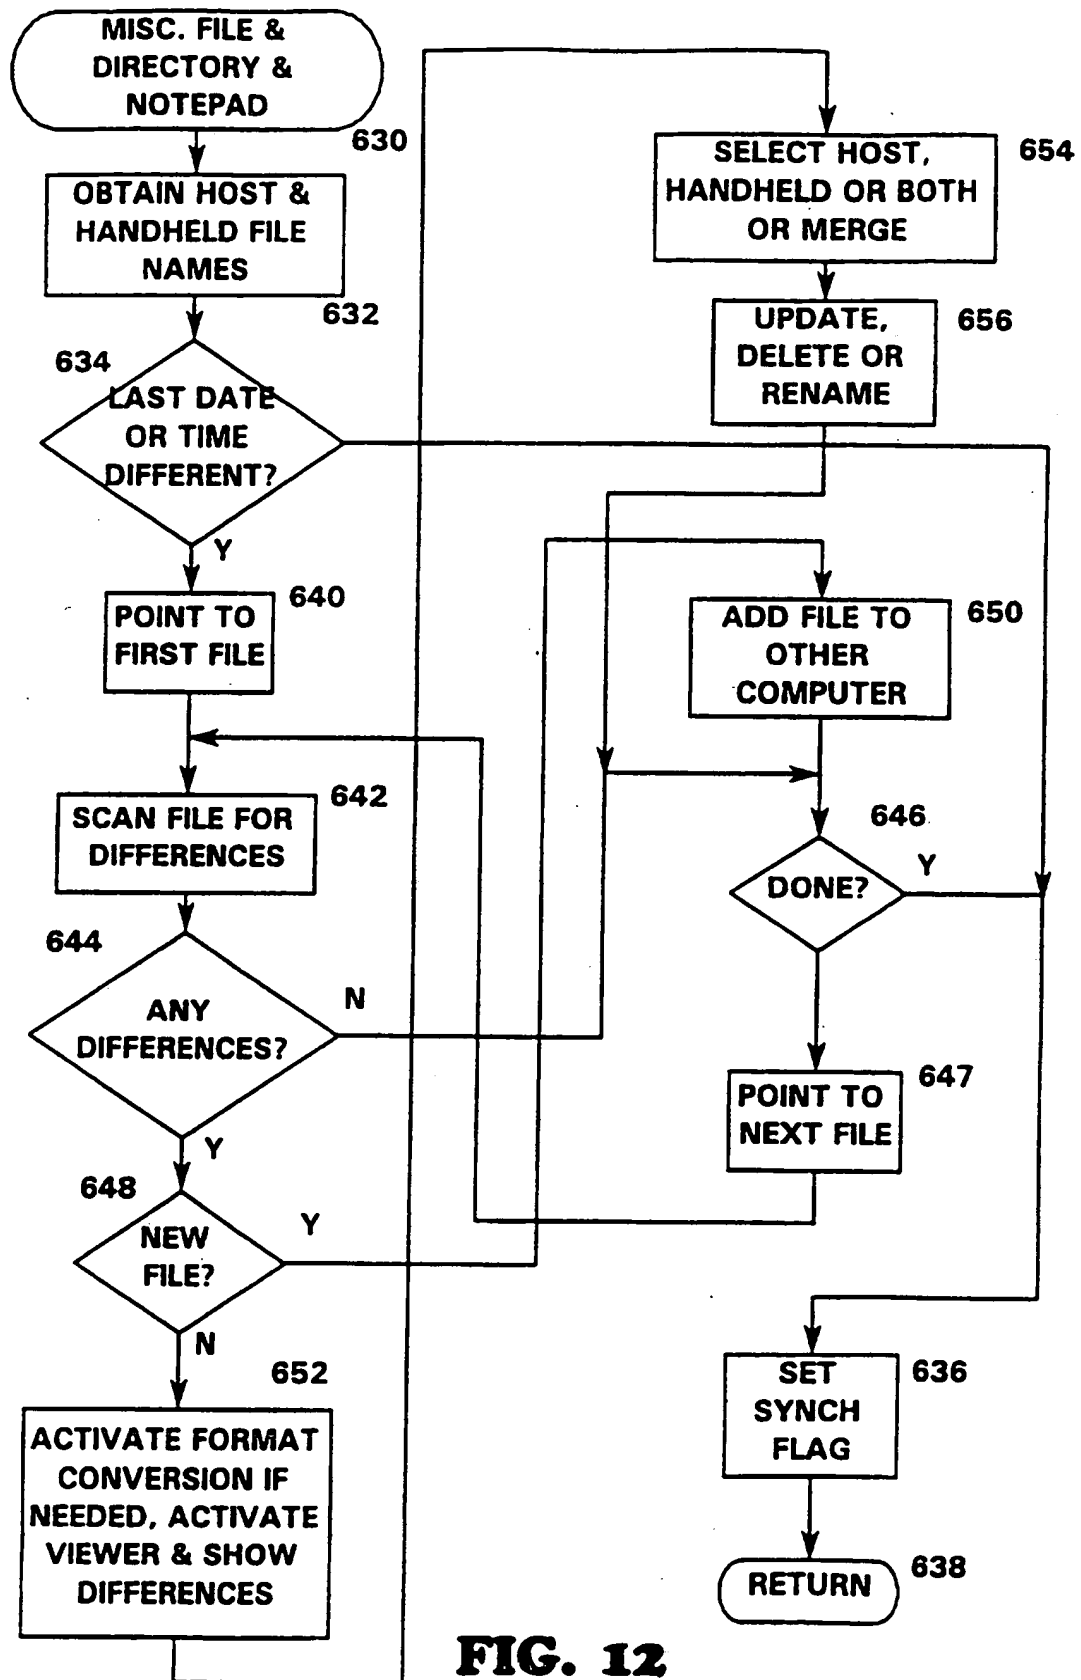 MISC. FILE &
DIRECTORY &
NOTEPAD
630
OBTAIN HOST &
HANDHELD FILE
NAMES
632
634
LAST DATE
OR TIME
DIFFERENT?
Y
640
POINT TO
FIRST FILE
642
SCAN FILE FOR
DIFFERENCES
644
ANY
DIFFERENCES?
N
Y
648
NEW
FILE?
Y
N
652
ACTIVATE FORMAT
CONVERSION IF
NEEDED, ACTIVATE
VIEWER & SHOW
DIFFERENCES
654
SELECT HOST,
HANDHELD OR BOTH
OR MERGE
656
UPDATE,
DELETE OR
RENAME
650
ADD FILE TO
OTHER
COMPUTER
646
DONE?
Y
647
POINT TO
NEXT FILE
636
SET
SYNCH
FLAG
638
RETURN
FIG. 12